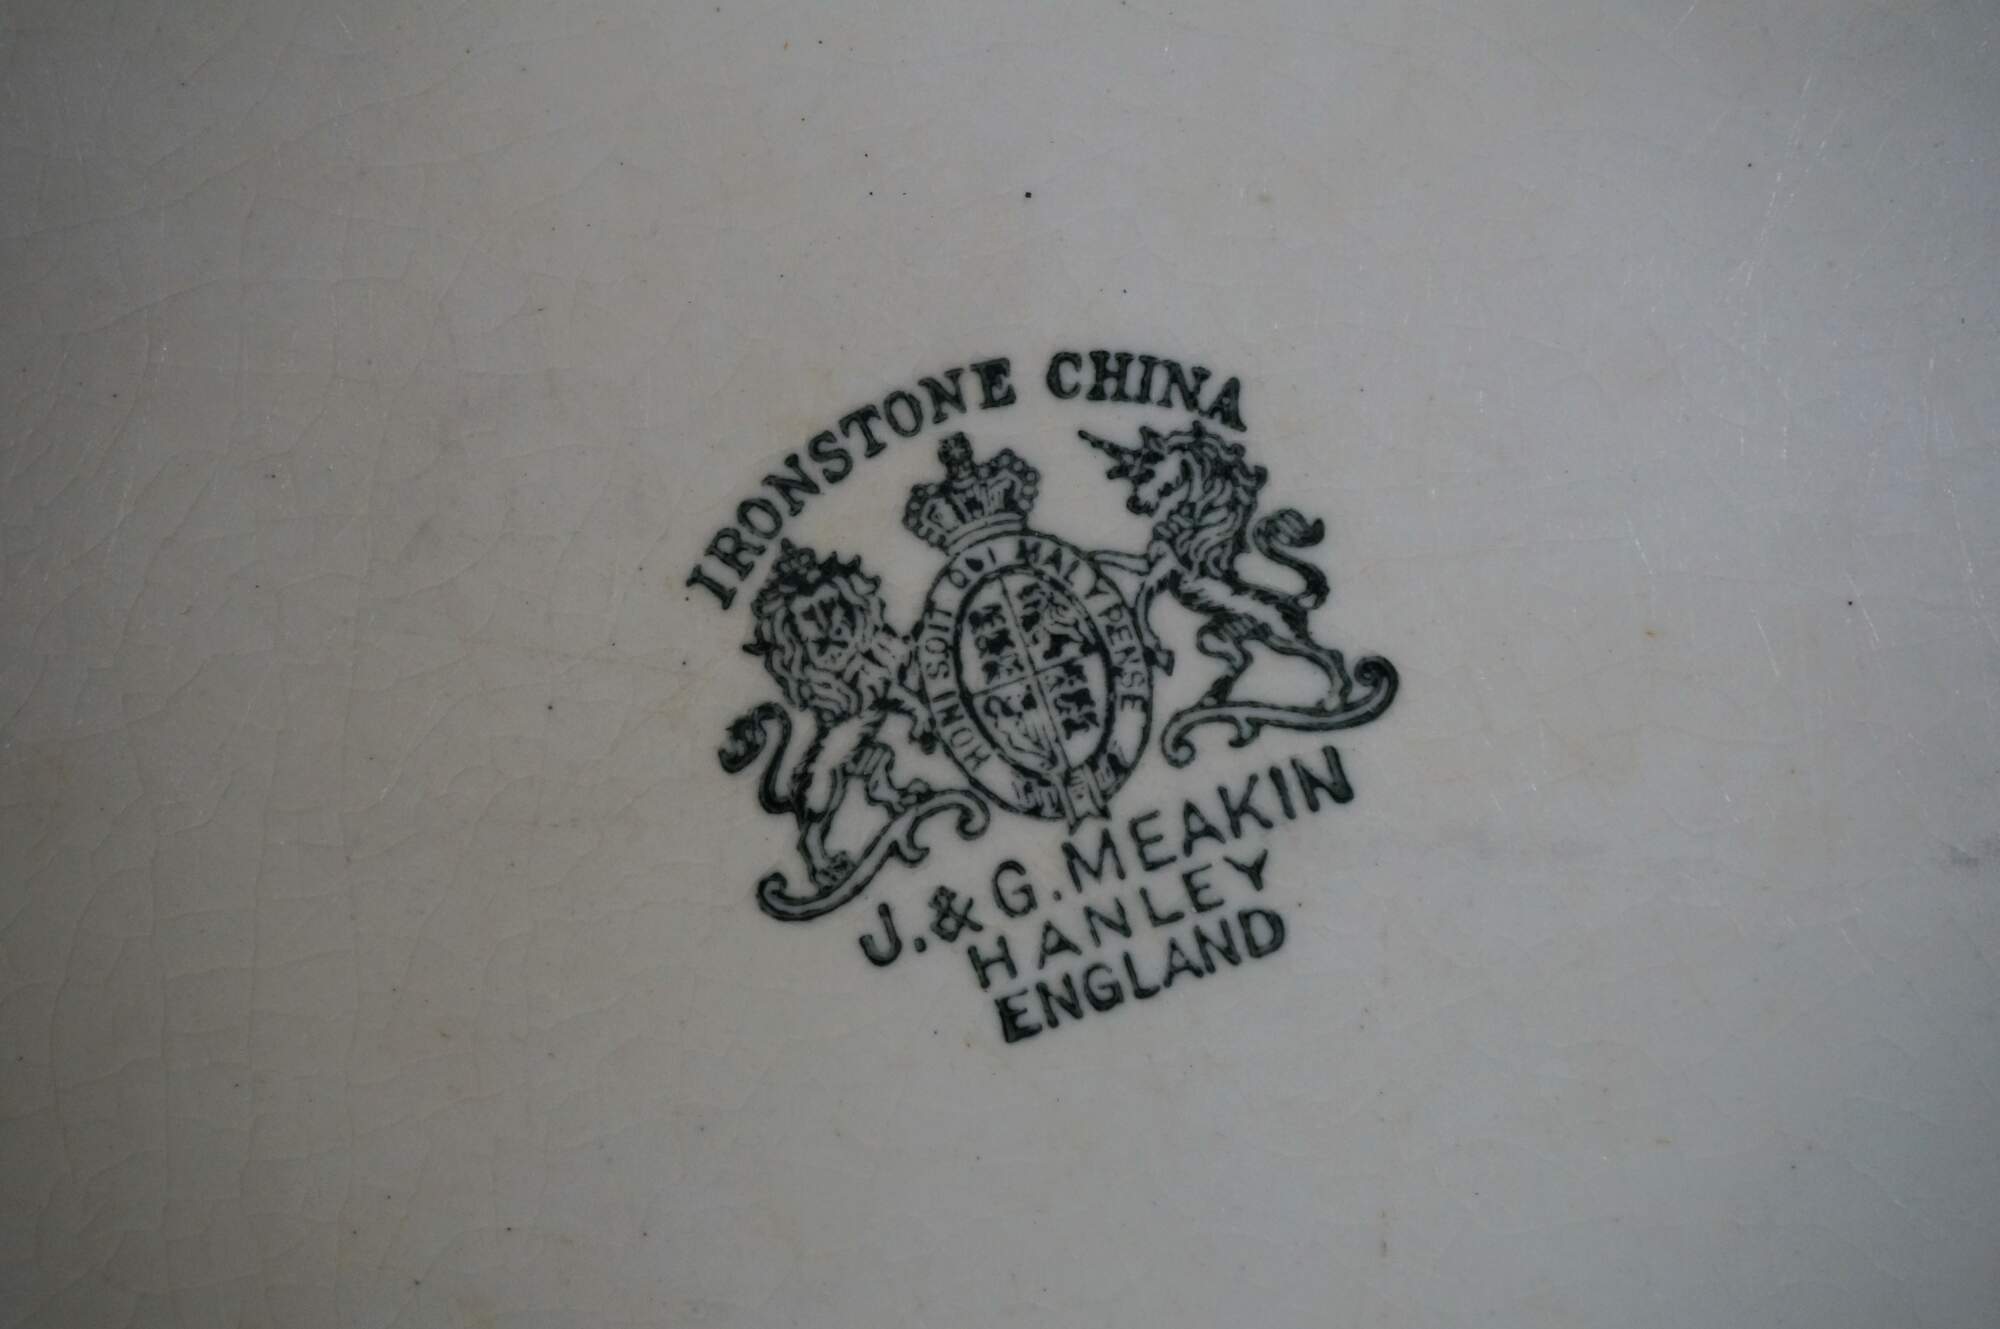 IRONSTONE CHINA
HONI SOIT QUI MAL Y PENSE
J. & G. MEAKIN
HANLEY
ENGLAND